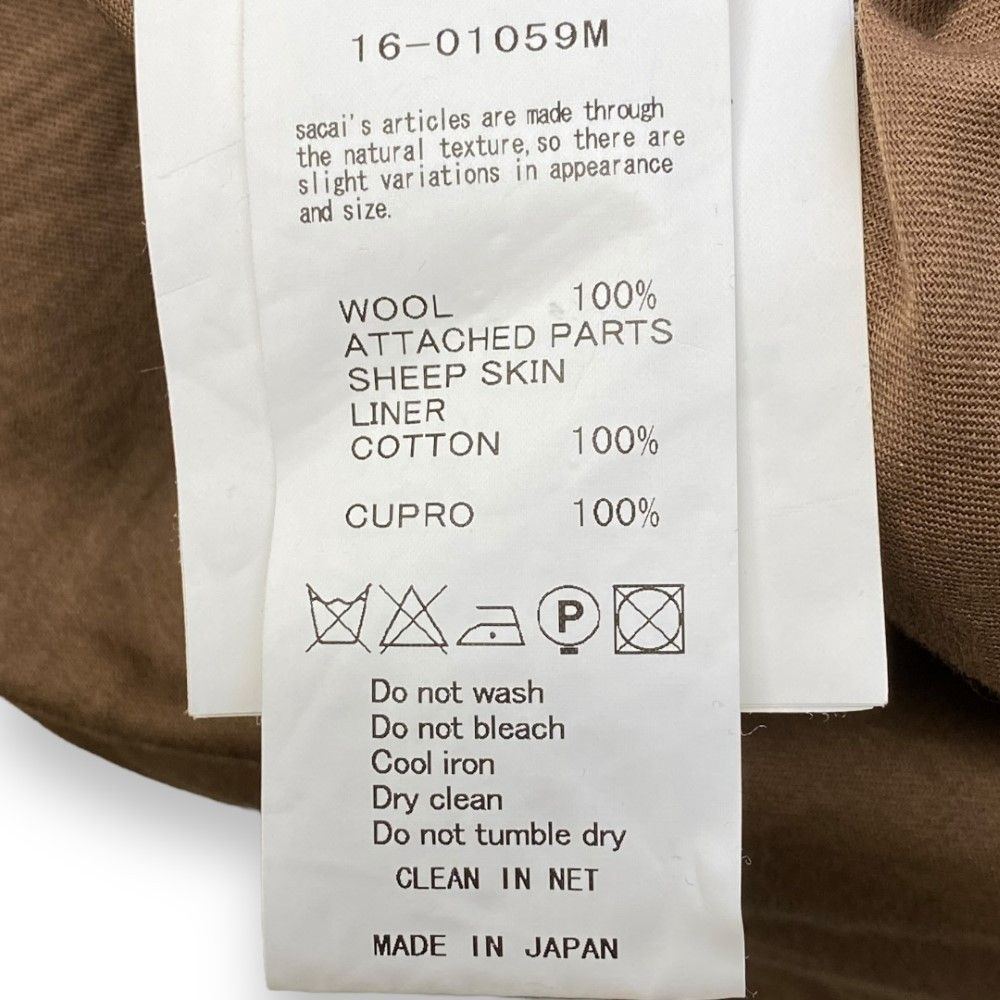 16-01059M
sacai's articles are made through
the natural texture, so there are
slight variations in appearance
and size.
WOOL 100%
ATTACHED PARTS
SHEEP SKIN
LINER
COTTON 100%
CUPRO 100%
P
Do not wash
Do not bleach
Cool iron
Dry clean
Do not tumble dry
CLEAN IN NET
MADE IN JAPAN